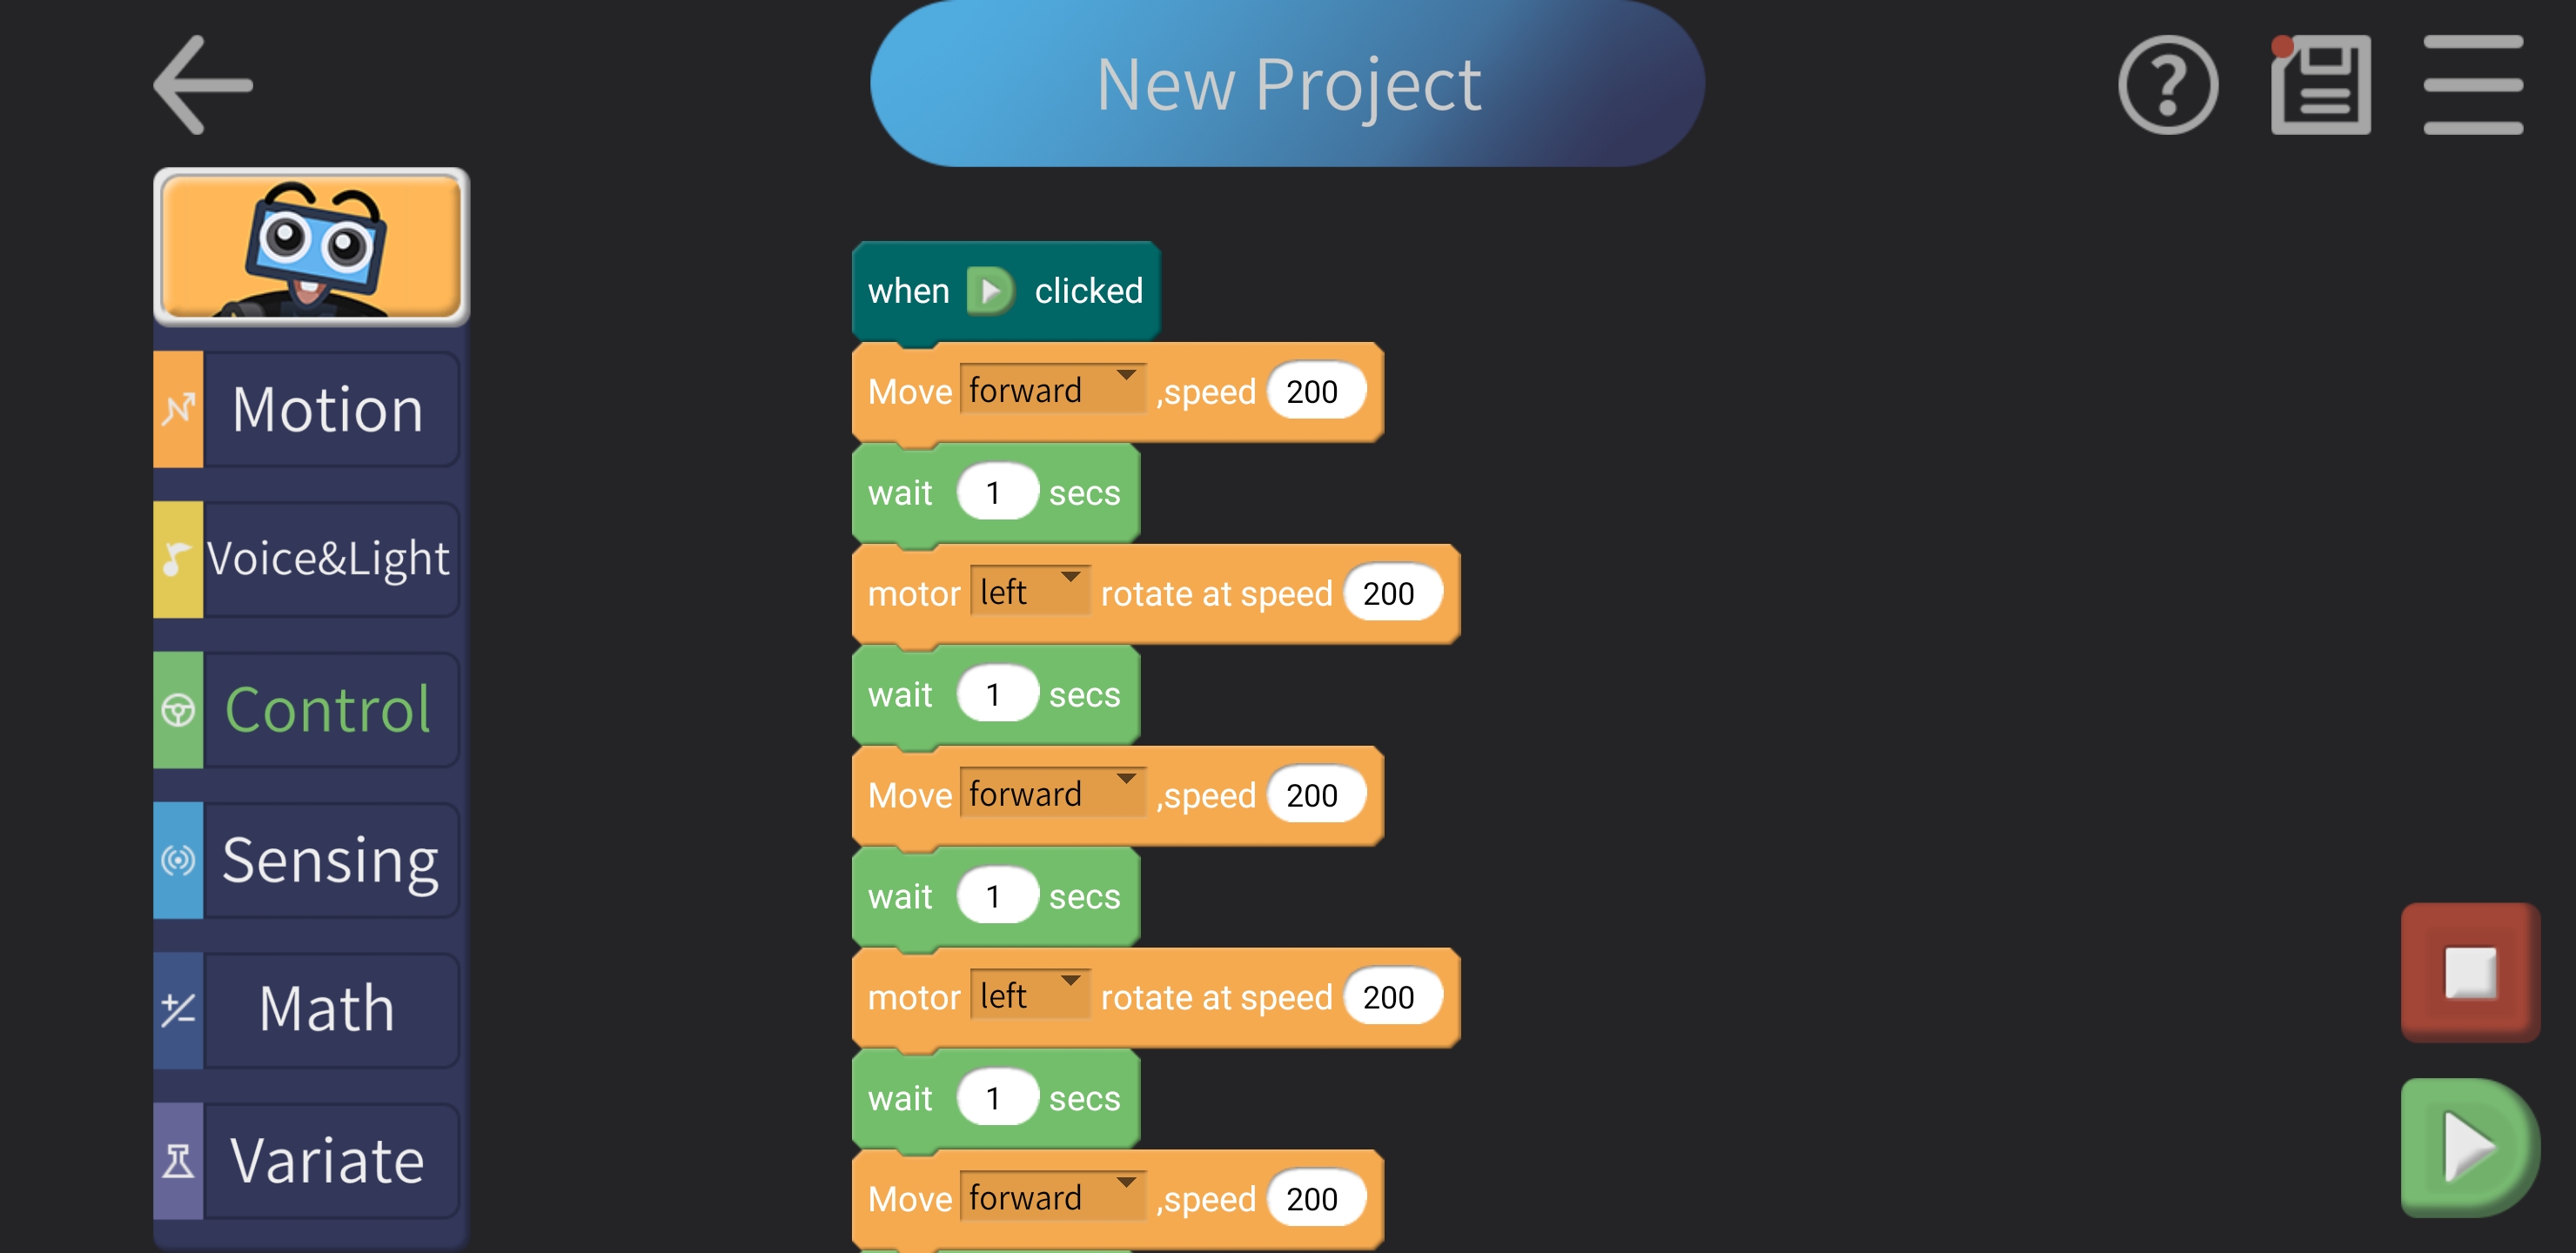 New Project
Motion
Voice&Light
Control
Sensing
Math
Variate
when clicked
Move forward ,speed 200
wait 1 secs
motor left rotate at speed 200
wait 1 secs
Move forward ,speed 200
wait 1 secs
motor left rotate at speed 200
wait 1 secs
Move forward ,speed 200